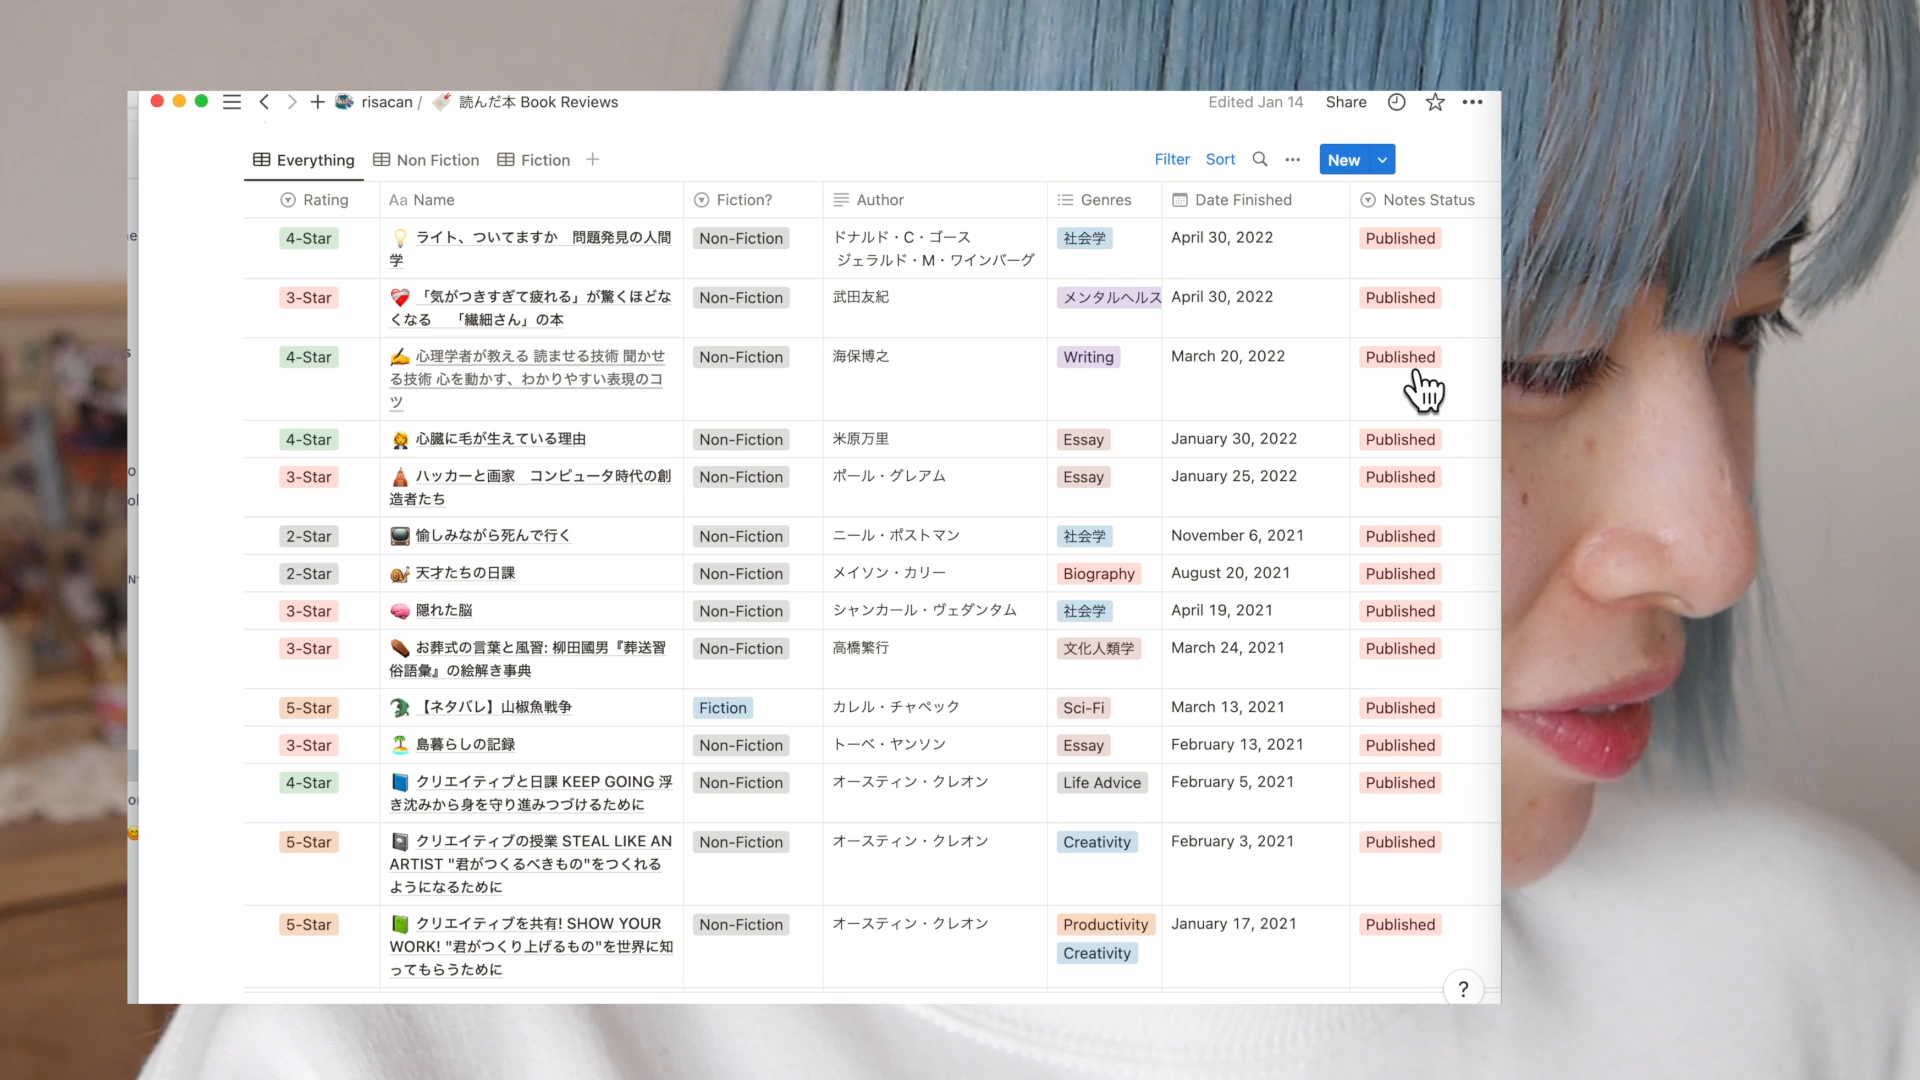 risacan / 読んだ本 Book Reviews
Edited Jan 14 Share
Everything Non Fiction Fiction
Filter Sort New
Rating Aa Name Fiction? Author Genres Date Finished Notes Status
4-Star ライト、ついてますか 問題発見の人間 Non-Fiction ドナルド・C・ゴース 社会学 April 30, 2022 Published
学 ジェラルド・M・ワインバーグ
3-Star 「気がつきすぎて疲れる」が驚くほどな Non-Fiction 武田友紀 メンタルヘルス April 30, 2022 Published
くなる 「繊細さん」の本
4-Star 心理学者が教える 読ませる技術 聞かせ Non-Fiction 海保博之 Writing March 20, 2022 Published
る技術 心を動かす、わかりやすい表現のコ
ツ
4-Star 心臓に毛が生えている理由 Non-Fiction 米原万里 Essay January 30, 2022 Published
3-Star ハッカーと画家 コンピュータ時代の創 Non-Fiction ポール・グレアム Essay January 25, 2022 Published
造者たち
2-Star 愉しみながら死んで行く Non-Fiction ニール・ポストマン 社会学 November 6, 2021 Published
2-Star 天才たちの日課 Non-Fiction メイソン・カリー Biography August 20, 2021 Published
3-Star 隠れた脳 Non-Fiction シャンカール・ヴェダンタム 社会学 April 19, 2021 Published
3-Star お葬式の言葉と風習: 柳田國男『葬送習 Non-Fiction 高橋繁行 文化人類学 March 24, 2021 Published
俗語彙』の絵解き事典
5-Star 【ネタバレ】山椒魚戦争 Fiction カレル・チャペック Sci-Fi March 13, 2021 Published
3-Star 島暮らしの記録 Non-Fiction トーベ・ヤンソン Essay February 13, 2021 Published
4-Star クリエイティブと日課 KEEP GOING 浮 Non-Fiction オースティン・クレオン Life Advice February 5, 2021 Published
き沈みから身を守り進みつづけるために
5-Star クリエイティブの授業 STEAL LIKE AN Non-Fiction オースティン・クレオン Creativity February 3, 2021 Published
ARTIST "君がつくるべきもの"をつくれる
ようになるために
5-Star クリエイティブを共有! SHOW YOUR Non-Fiction オースティン・クレオン Productivity January 17, 2021 Published
WORK! "君がつくり上げるもの"を世界に知 Creativity
ってもらうために
?